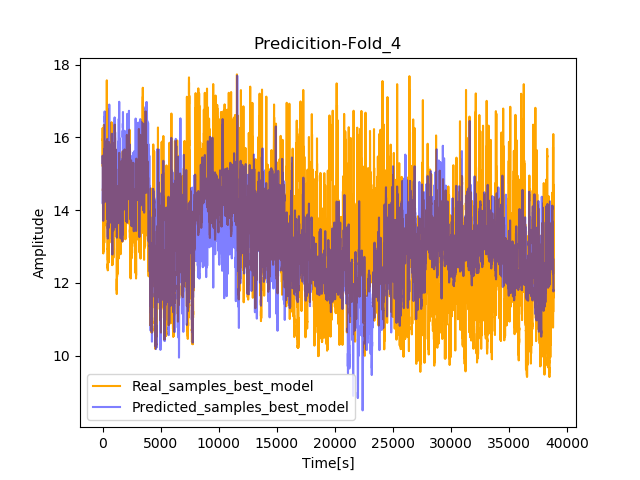 Predicition-Fold_4
Amplitude
18
16
14
12
10
Real_samples_best_model
Predicted_samples_best_model
0 5000 10000 15000 20000 25000 30000 35000 40000
Time[s]